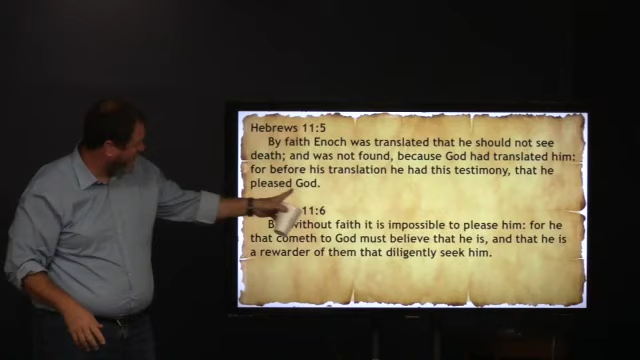 Hebrews 11:5
By faith Enoch was translated that he should not see
death; and was not found, because God had translated him:
for before his translation he had this testimony, that he
pleased God.
11:6
without faith it is impossible to please him: for he
that cometh to God must believe that he is, and that he is
a rewarder of them that diligently seek him.